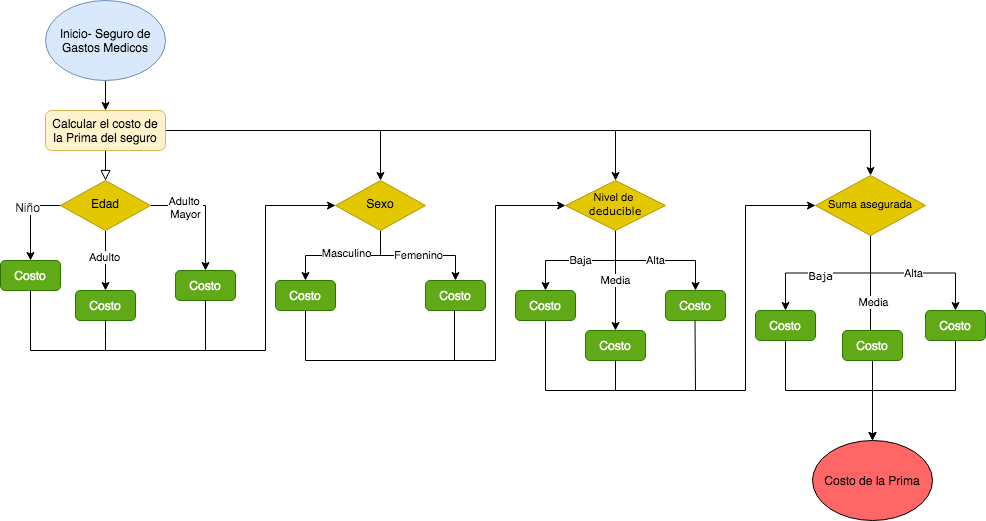 Inicio- Seguro de
Gastos Medicos
Calcular el costo de
la Prima del seguro
Edad
Niño
Adulto
Adulto
Mayor
Costo
Costo
Costo
Sexo
Masculino
Femenino
Costo
Costo
Nivel de
deducible
Baja
Media
Alta
Costo
Costo
Costo
Suma asegurada
Baja
Media
Alta
Costo
Costo
Costo
Costo de la Prima